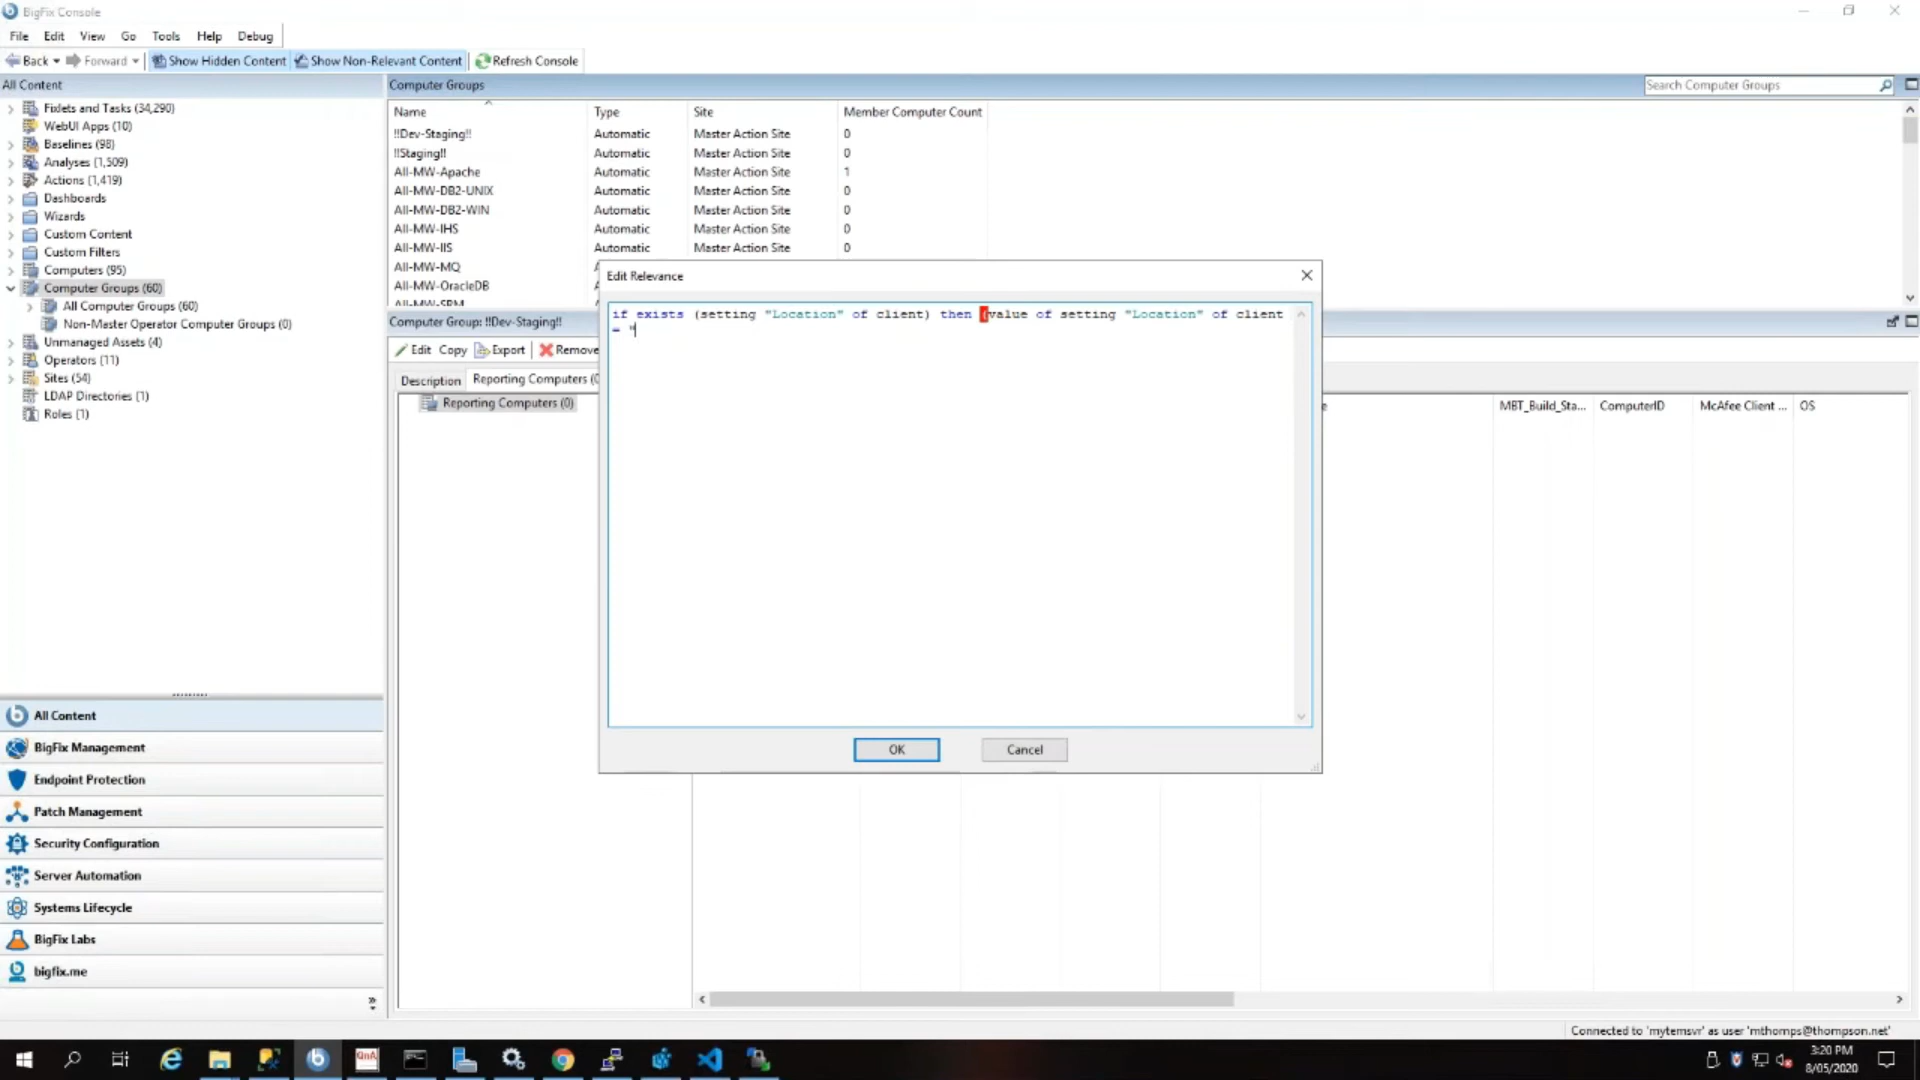 BigFix Console
File Edit View Go Tools Help Debug
Back Forward Show Hidden Content Show Non-Relevant Content Refresh Console
All Content
Fixlets and Tasks (34,290)
WebUI Apps (10)
Baselines (98)
Analyses (1,509)
Actions (1,419)
Dashboards
Wizards
Custom Content
Custom Filters
Computers (95)
Computer Groups (60)
All Computer Groups (60)
Non-Master Operator Computer Groups (0)
Unmanaged Assets (4)
Operators (11)
Sites (54)
LDAP Directories (1)
Roles (1)
All Content
BigFix Management
Endpoint Protection
Patch Management
Security Configuration
Server Automation
Systems Lifecycle
BigFix Labs
bigfix.me
Computer Groups
Search Computer Groups
Name Type Site Member Computer Count
!!Dev-Staging!! Automatic Master Action Site 0
!!Staging!! Automatic Master Action Site 0
All-MW-Apache Automatic Master Action Site 1
All-MW-DB2-UNIX Automatic Master Action Site 0
All-MW-DB2-WIN Automatic Master Action Site 0
All-MW-IHS Automatic Master Action Site 0
All-MW-IIS Automatic Master Action Site 0
All-MW-MQ
All-MW-OracleDB
All-MW-SRM
Computer Group: !!Dev-Staging!!
Edit Copy Export Remove
Description Reporting Computers (0
Reporting Computers (0)
MBT_Build_Sta... ComputerID McAfee Client ... OS
Edit Relevance
if exists (setting "Location" of client) then (value of setting "Location" of client
= "
OK Cancel
Connected to 'mytemsvr' as user 'mthomps@thompson.net'
QnA
3:20 PM
8/05/2020